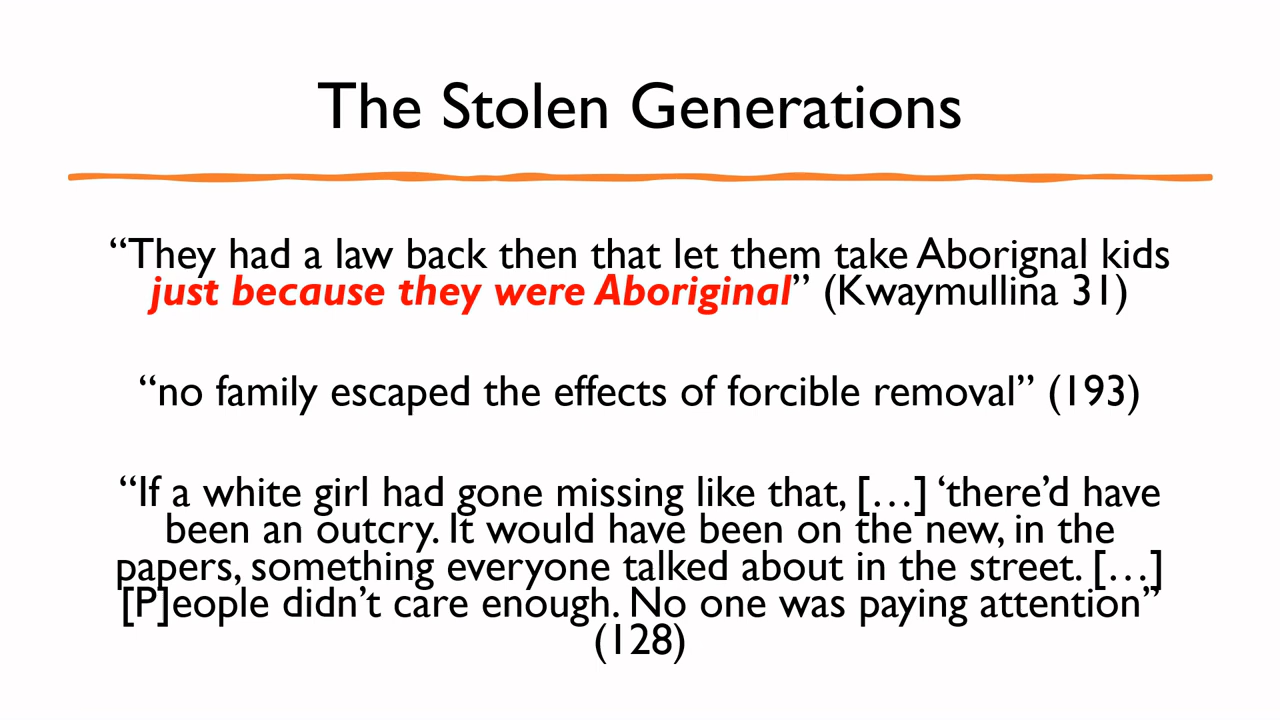 The Stolen Generations
“They had a law back then that let them take Aborignal kids
just because they were Aboriginal” (Kwaymullina 31)
“no family escaped the effects of forcible removal” (193)
“If a white girl had gone missing like that, […] ‘there’d have
been an outcry. It would have been on the new, in the
papers, something everyone talked about in the street. […]
[P]eople didn’t care enough. No one was paying attention”
(128)